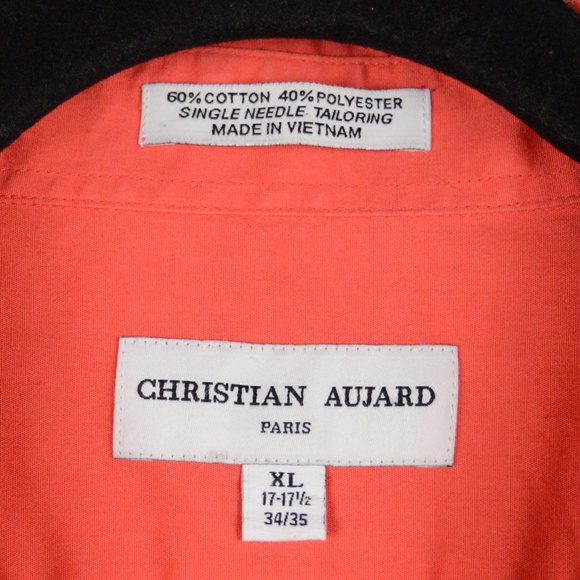 60% COTTON 40% POLYESTER
SINGLE NEEDLE TAILORING
MADE IN VIETNAM
CHRISTIAN AUJARD
PARIS
XL
17-17½
34/35